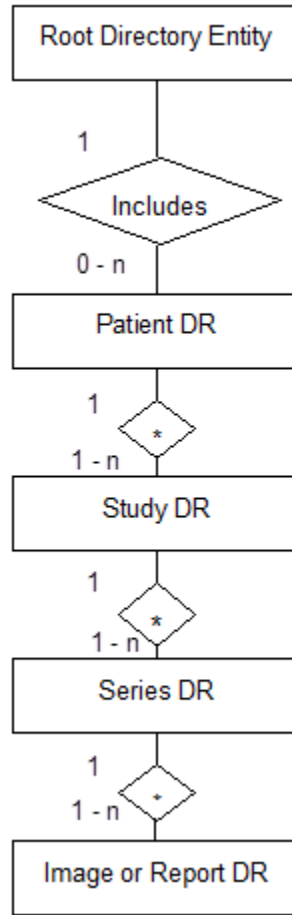 Root Directory Entity
1
Includes
0 - n
Patient DR
1
*
1 - n
Study DR
1
*
1 - n
Series DR
1
*
1 - n
Image or Report DR